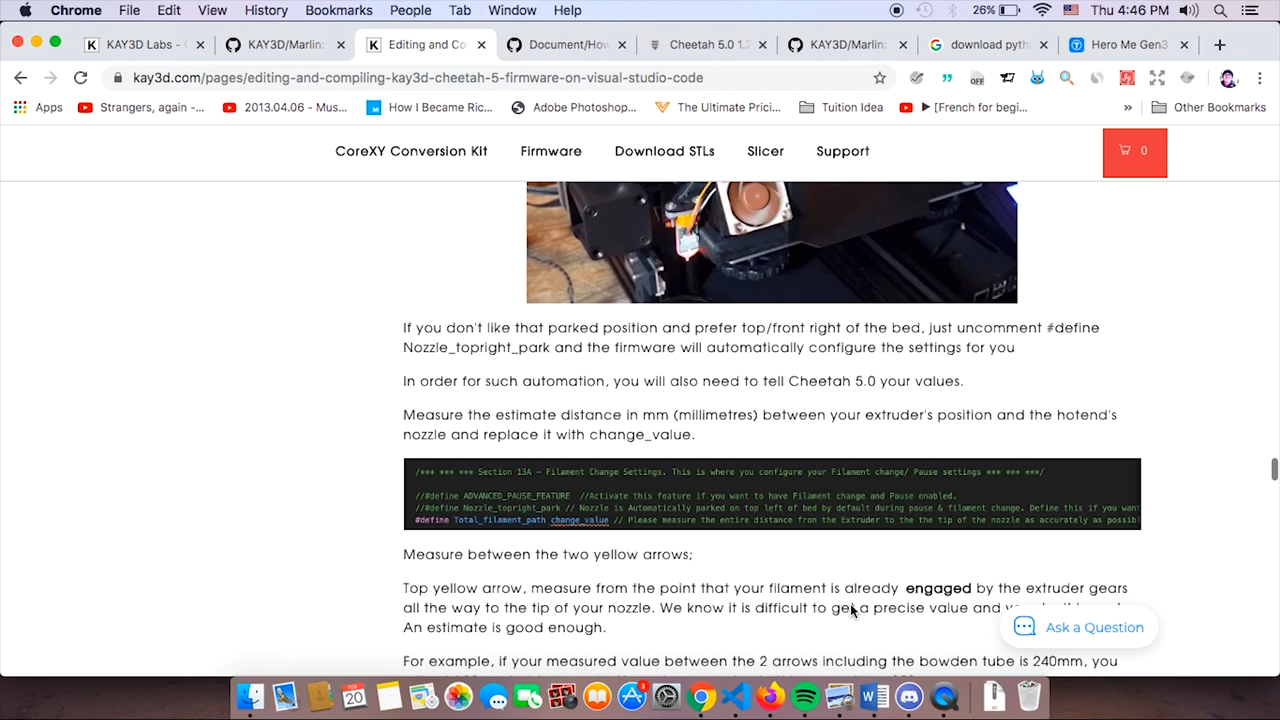 Chrome File Edit View History Bookmarks People Tab Window Help 26% Thu 4:46 PM
K KAY3D Labs - KAY3D/Marlin: Editing and Co Document/How Cheetah 5.0 1.2 KAY3D/Marlin: download pyth Hero Me Gen3
kay3d.com/pages/editing-and-compiling-kay3d-cheetah-5-firmware-on-visual-studio-code
Apps Strangers, again -... 2013.04.06 - Mus... How I Became Ric... Adobe Photoshop... The Ultimate Pric... Tuition Idea [French for begi... » Other Bookmarks
CoreXY Conversion Kit Firmware Download STLs Slicer Support 0
If you don't like that parked position and prefer top/front right of the bed, just uncomment #define
Nozzle_topright_park and the firmware will automatically configure the settings for you
In order for such automation, you will also need to tell Cheetah 5.0 your values.
Measure the estimate distance in mm (millimetres) between your extruder's position and the hotend's
nozzle and replace it with change_value.
/*** *** *** Section 13A – Filament Change Settings. This is where you configure your Filament change/ Pause settings *** *** ***/
//#define ADVANCED_PAUSE_FEATURE //Activate this feature if you want to have Filament change and Pause enabled.
//#define Nozzle_topright_park // Nozzle is Automatically parked on top left of bed by default during pause & filament change. Define this if you want
#define Total_filament_path change_value // Please measure the entire distance from the Extruder to the the tip of the nozzle as accurately as possib
Measure between the two yellow arrows;
Top yellow arrow, measure from the point that your filament is already engaged by the extruder gears
all the way to the tip of your nozzle. We know it is difficult to get a precise value and
An estimate is good enough.
Ask a Question
For example, if your measured value between the 2 arrows including the bowden tube is 240mm, you
FEB
20
3